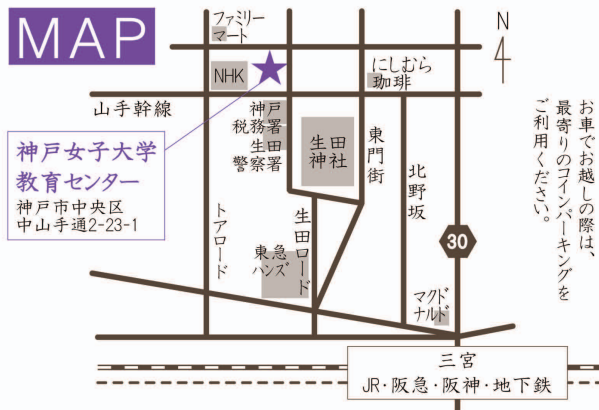 MAP
ファミリー
マート
N
NHK
にしむら
珈琲
山手幹線
神戸
税務署
生田
警察署
生田
神社
東門街
北野坂
お車でお越しの際は、
最寄りのコインパーキングを
ご利用ください。
神戸女子大学
教育センター
神戸市中央区
中山手通2-23-1
トアロード
生田ロード
東急
ハンズ
30
マクド
ナルド
三宮
JR・阪急・阪神・地下鉄